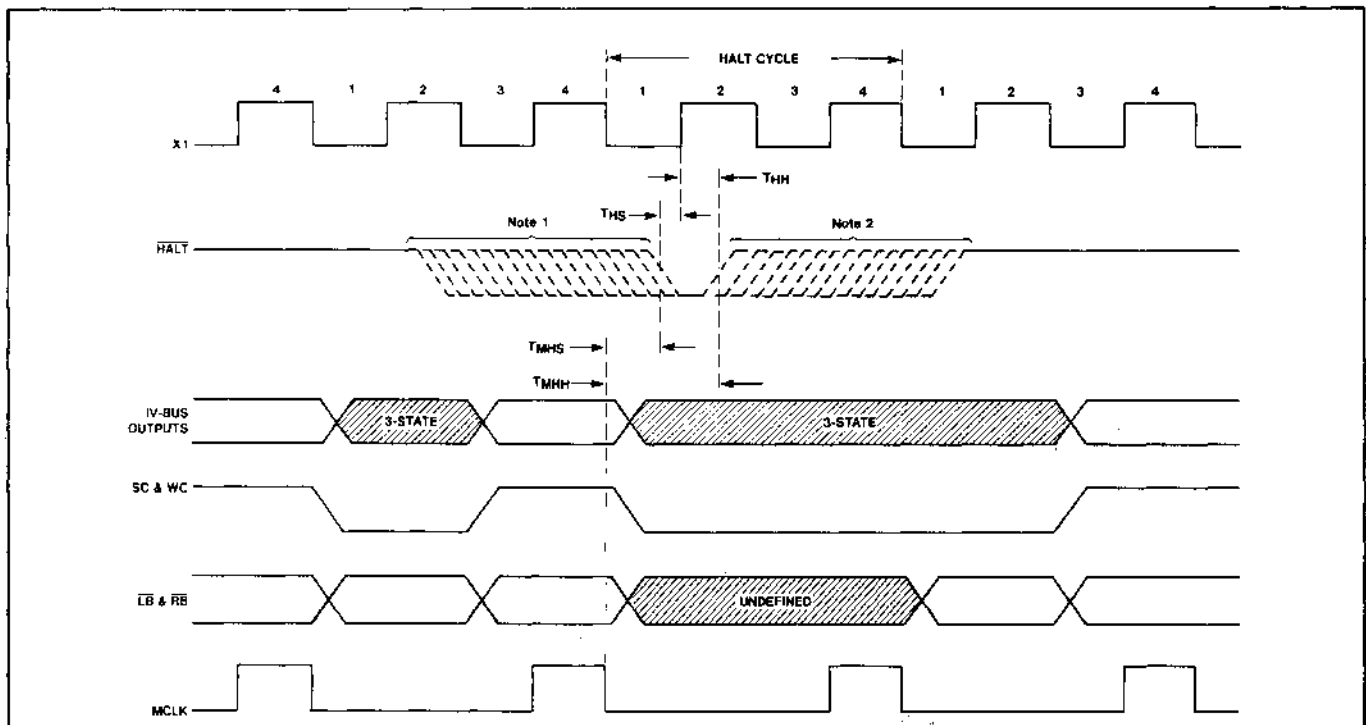 HALT CYCLE
4 1 2 3 4 1 2 3 4 1 2 3 4
X1
THH
THS
Note 1
Note 2
HALT
TMHS
TMHH
IV-BUS
OUTPUTS
3-STATE
3-STATE
SC & WC
LB & RB
UNDEFINED
MCLK